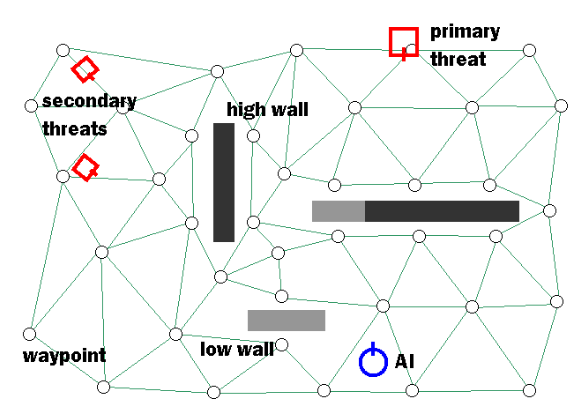 primary
threat
secondary
threats
high wall
waypoint
low wall
AI